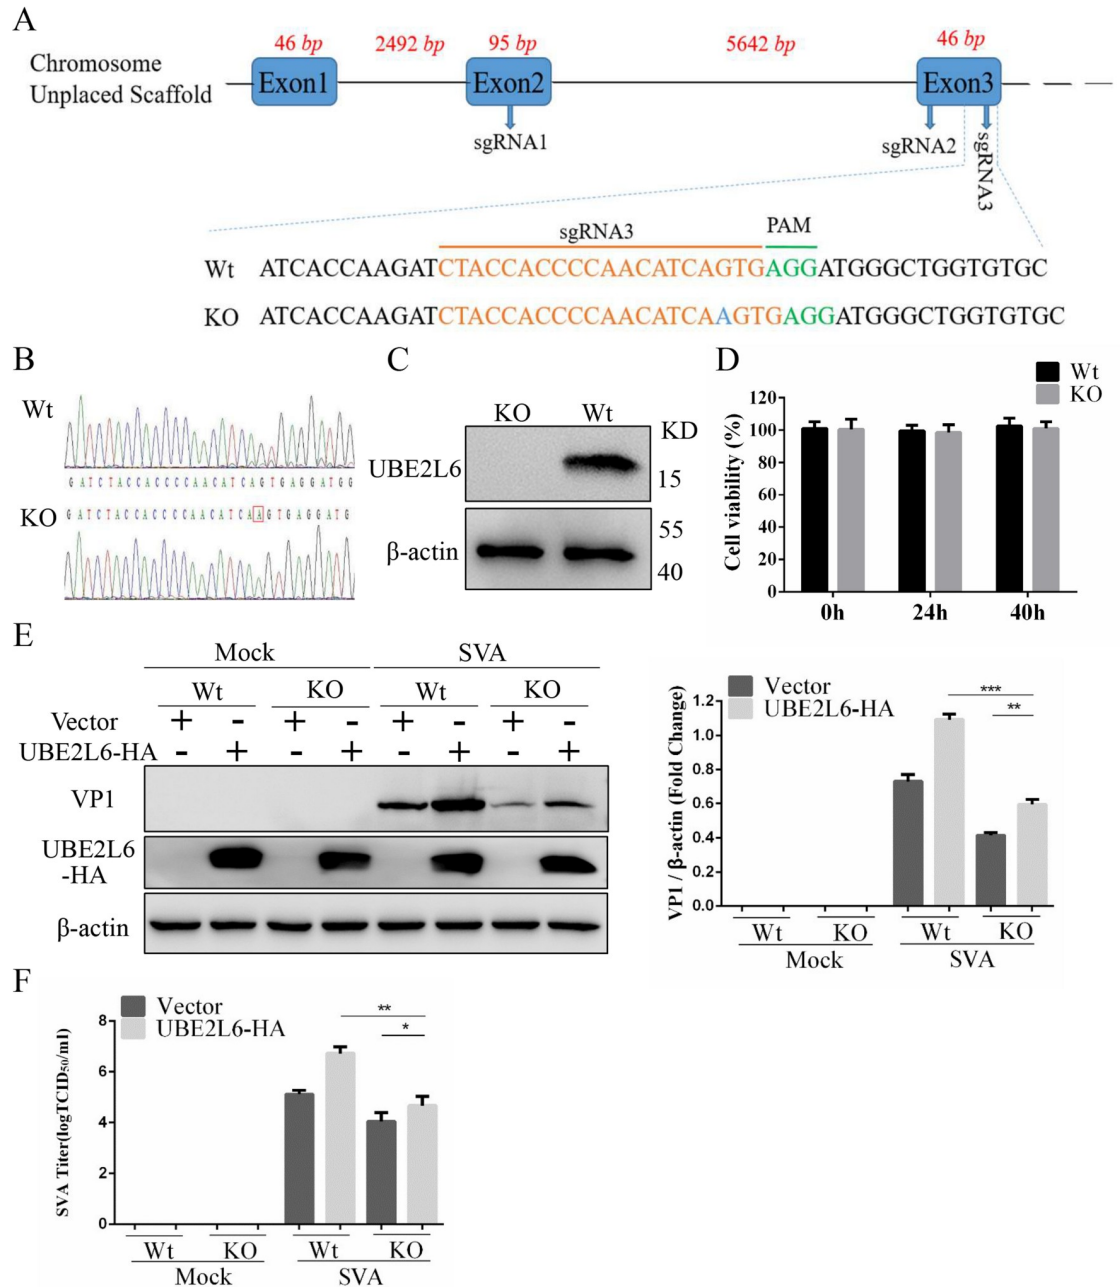 A
46 bp 2492 bp 95 bp 5642 bp 46 bp
Chromosome
Unplaced Scaffold
Exon1 Exon2 Exon3
sgRNA1 sgRNA2 sgRNA3
sgRNA3 PAM
Wt ATCACCAAGATCTACCACCCCAACATCAGTGAGGATGGGCTGGTGTGC
KO ATCACCAAGATCTACCACCCCAACATCAAGTGAGGATGGGCTGGTGTGC
B
Wt
GATCTACCACCCCAACATCAGTGAGGATGG
KO GATCTACCACCCCAACATCAAGTGAGGATG
C
KO Wt KD
UBE2L6
15
β-actin
55
40
D
Wt
KO
Cell viability (%)
120
100
80
60
40
20
0
0h 24h 40h
E
Mock SVA
Wt KO Wt KO
Vector + - + - + - + -
UBE2L6-HA - + - + - + - +
VP1
UBE2L6
-HA
β-actin
Vector
UBE2L6-HA
*** 
**
VP1 / β-actin (Fold Change)
1.2
1.0
0.8
0.6
0.4
0.2
0.0
Wt KO Wt KO
Mock SVA
F
Vector
UBE2L6-HA
**
*
SVA Titer(logTCID50/ml)
8
6
4
2
0
Wt KO Wt KO
Mock SVA